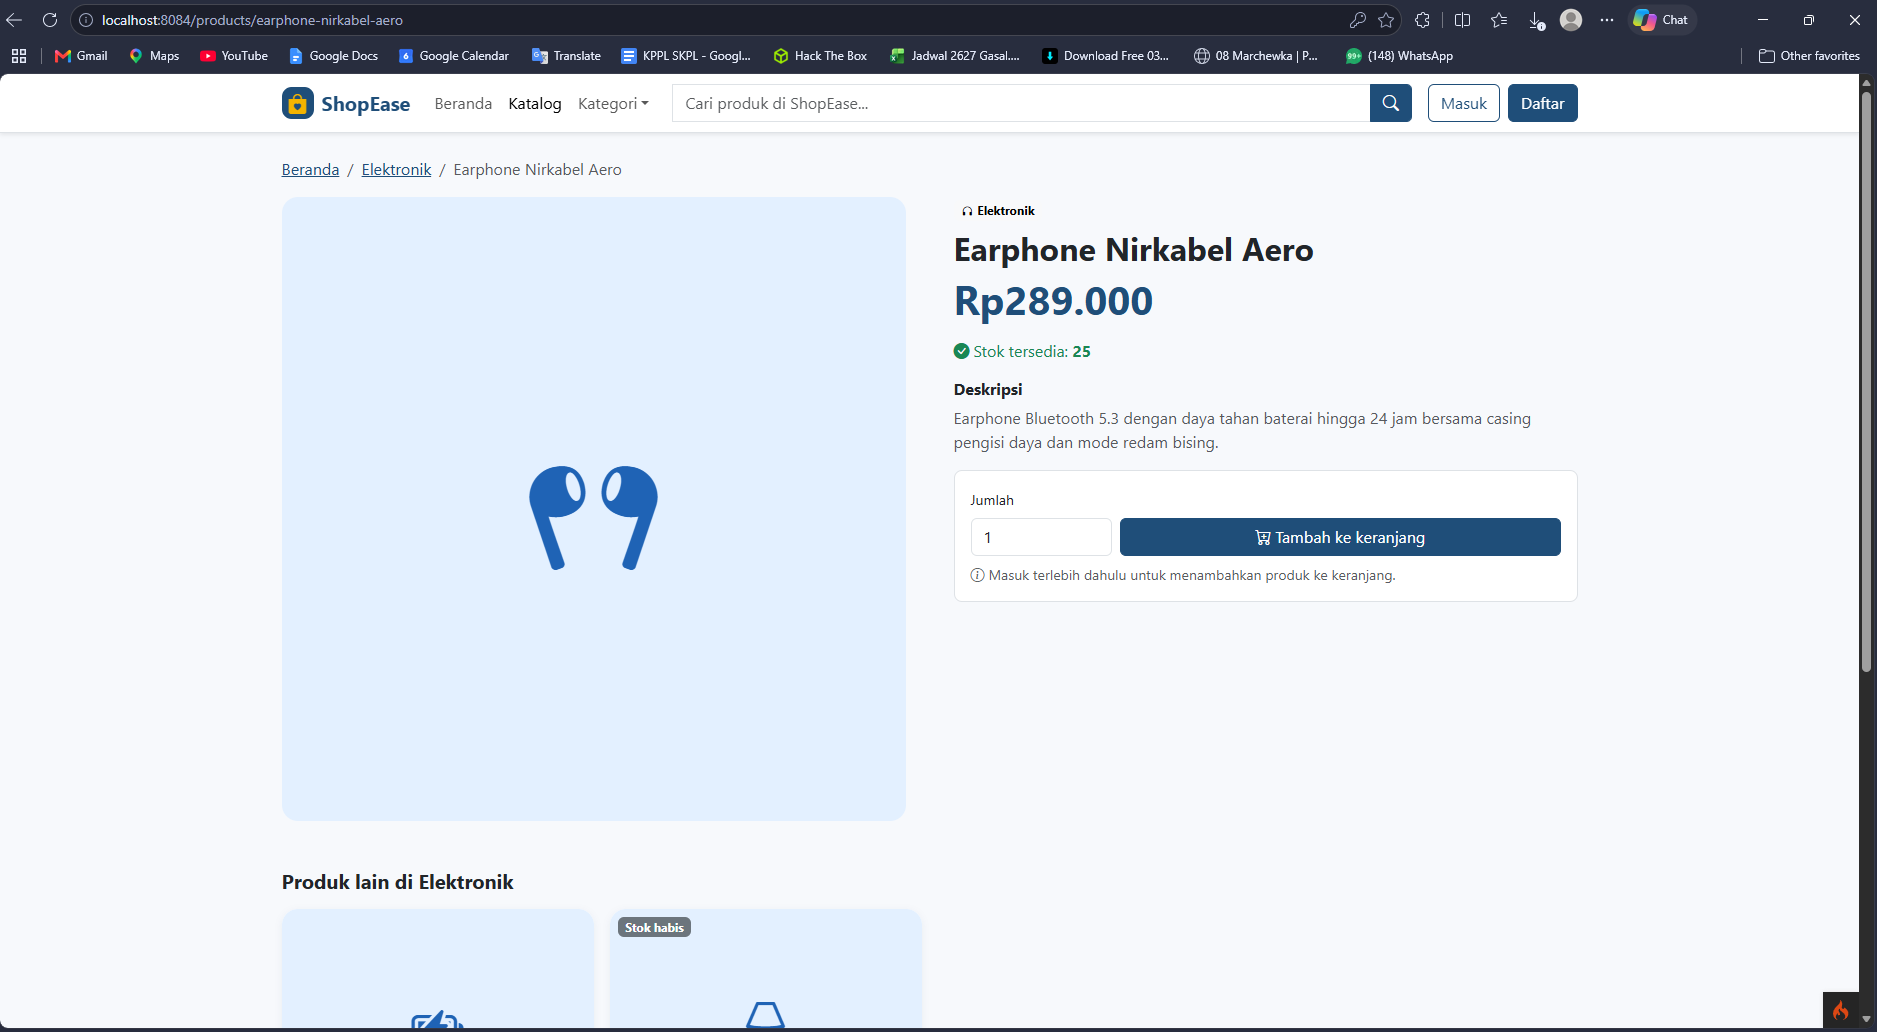 localhost:8084/products/earphone-nirkabel-aero
Chat
Gmail
Maps
YouTube
Google Docs
6 Google Calendar
Translate
KPPL SKPL - Googl...
Hack The Box
Jadwal 2627 Gasal....
Download Free 03...
08 Marchewka | P...
99+ (148) WhatsApp
Other favorites
ShopEase
Beranda
Katalog
Kategori
Cari produk di ShopEase...
Masuk
Daftar
Beranda / Elektronik / Earphone Nirkabel Aero
Elektronik
Earphone Nirkabel Aero
Rp289.000
Stok tersedia: 25
Deskripsi
Earphone Bluetooth 5.3 dengan daya tahan baterai hingga 24 jam bersama casing
pengisi daya dan mode redam bising.
Jumlah
1
Tambah ke keranjang
Masuk terlebih dahulu untuk menambahkan produk ke keranjang.
Produk lain di Elektronik
Stok habis